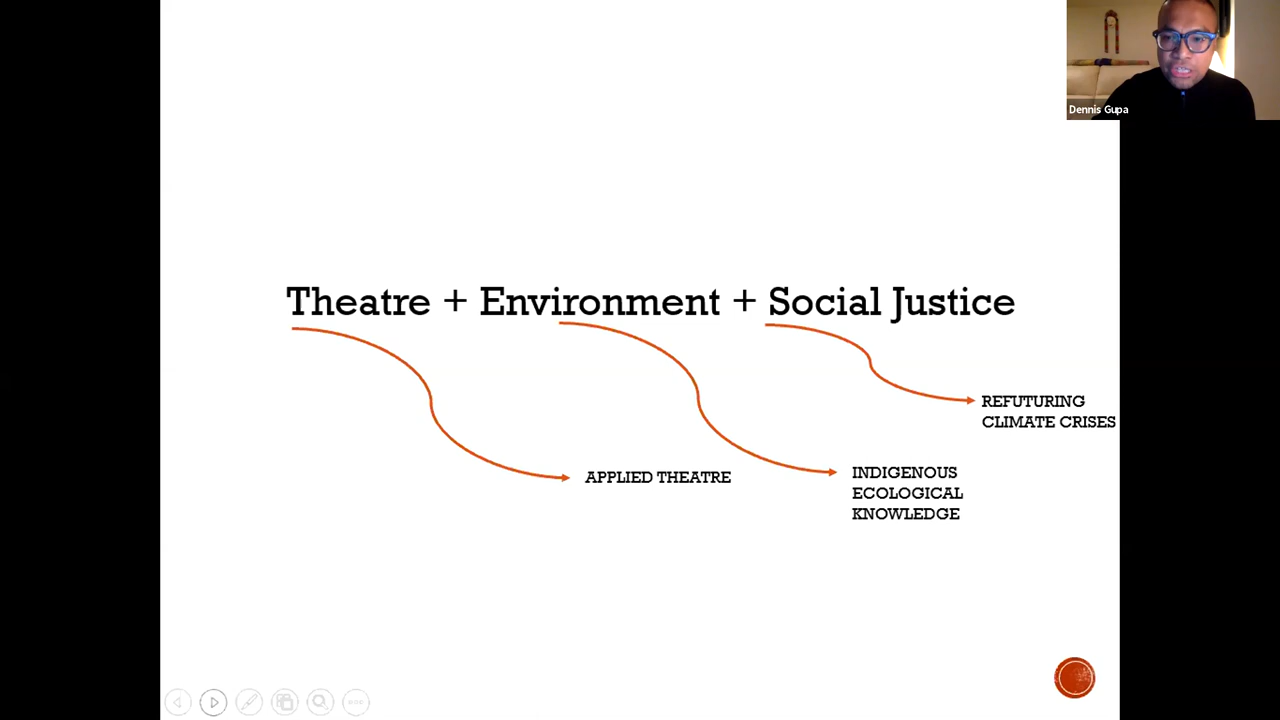 Dennis Gupa
Theatre + Environment + Social Justice
REFUTURING
CLIMATE CRISES
APPLIED THEATRE
INDIGENOUS
ECOLOGICAL
KNOWLEDGE